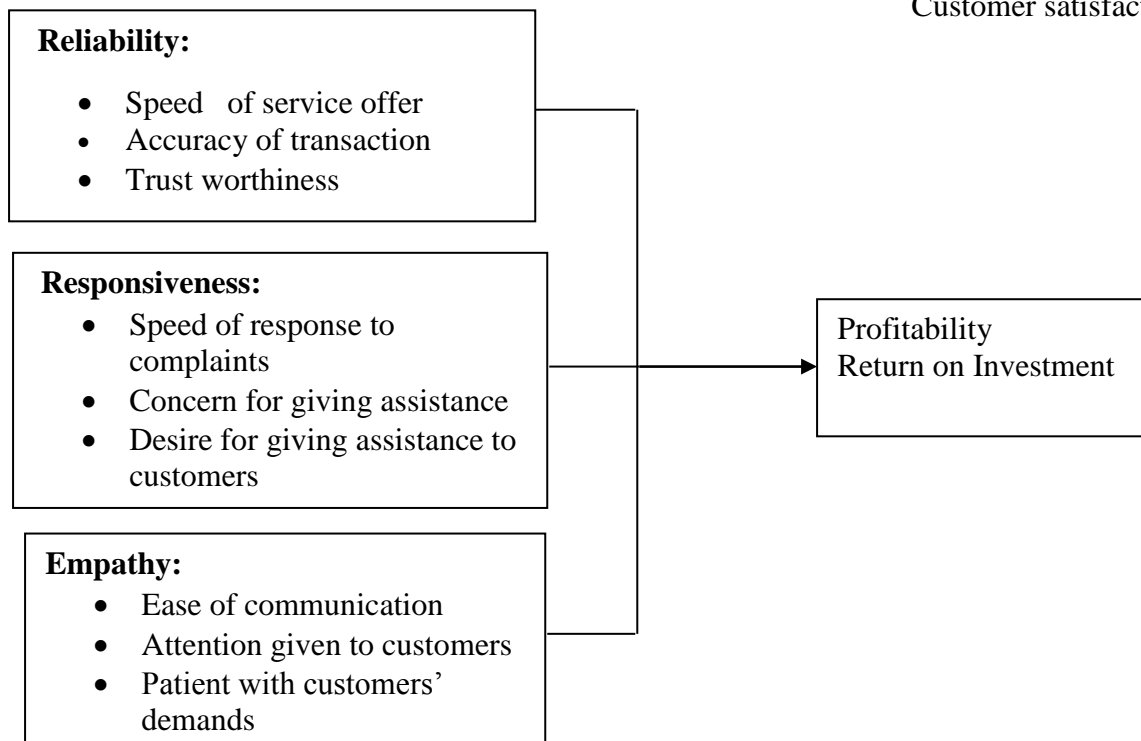 Customer
Reliability:
• Speed of service offer
• Accuracy of transaction
• Trust worthiness
Responsiveness:
• Speed of response to
complaints
• Concern for giving assistance
• Desire for giving assistance to
customers
Profitability
Return on Investment
Empathy:
• Ease of communication
• Attention given to customers
• Patient with customers’
demands